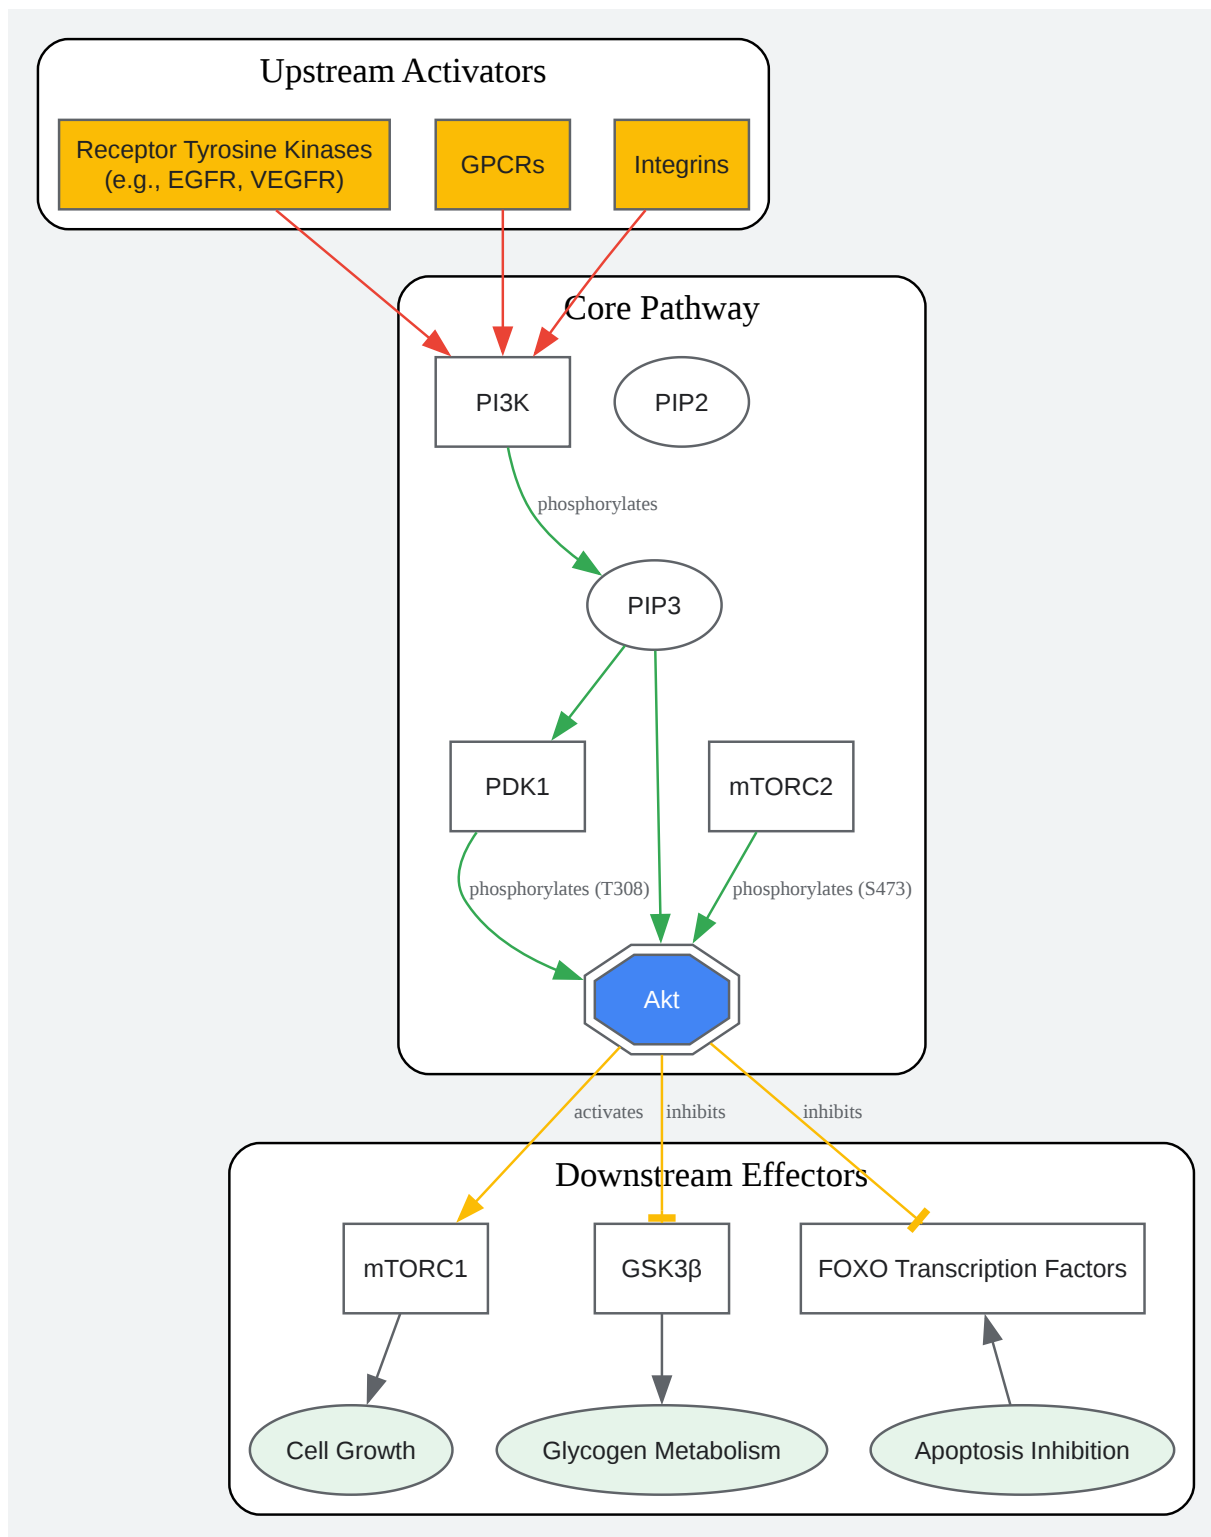 Upstream Activators
Receptor Tyrosine Kinases
(e.g., EGFR, VEGFR)
GPCRs
Integrins
Core Pathway
PI3K
PIP2
phosphorylates
PIP3
PDK1
mTORC2
phosphorylates (T308)
phosphorylates (S473)
Akt
activates
inhibits
inhibits
Downstream Effectors
mTORC1
GSK3β
FOXO Transcription Factors
Cell Growth
Glycogen Metabolism
Apoptosis Inhibition